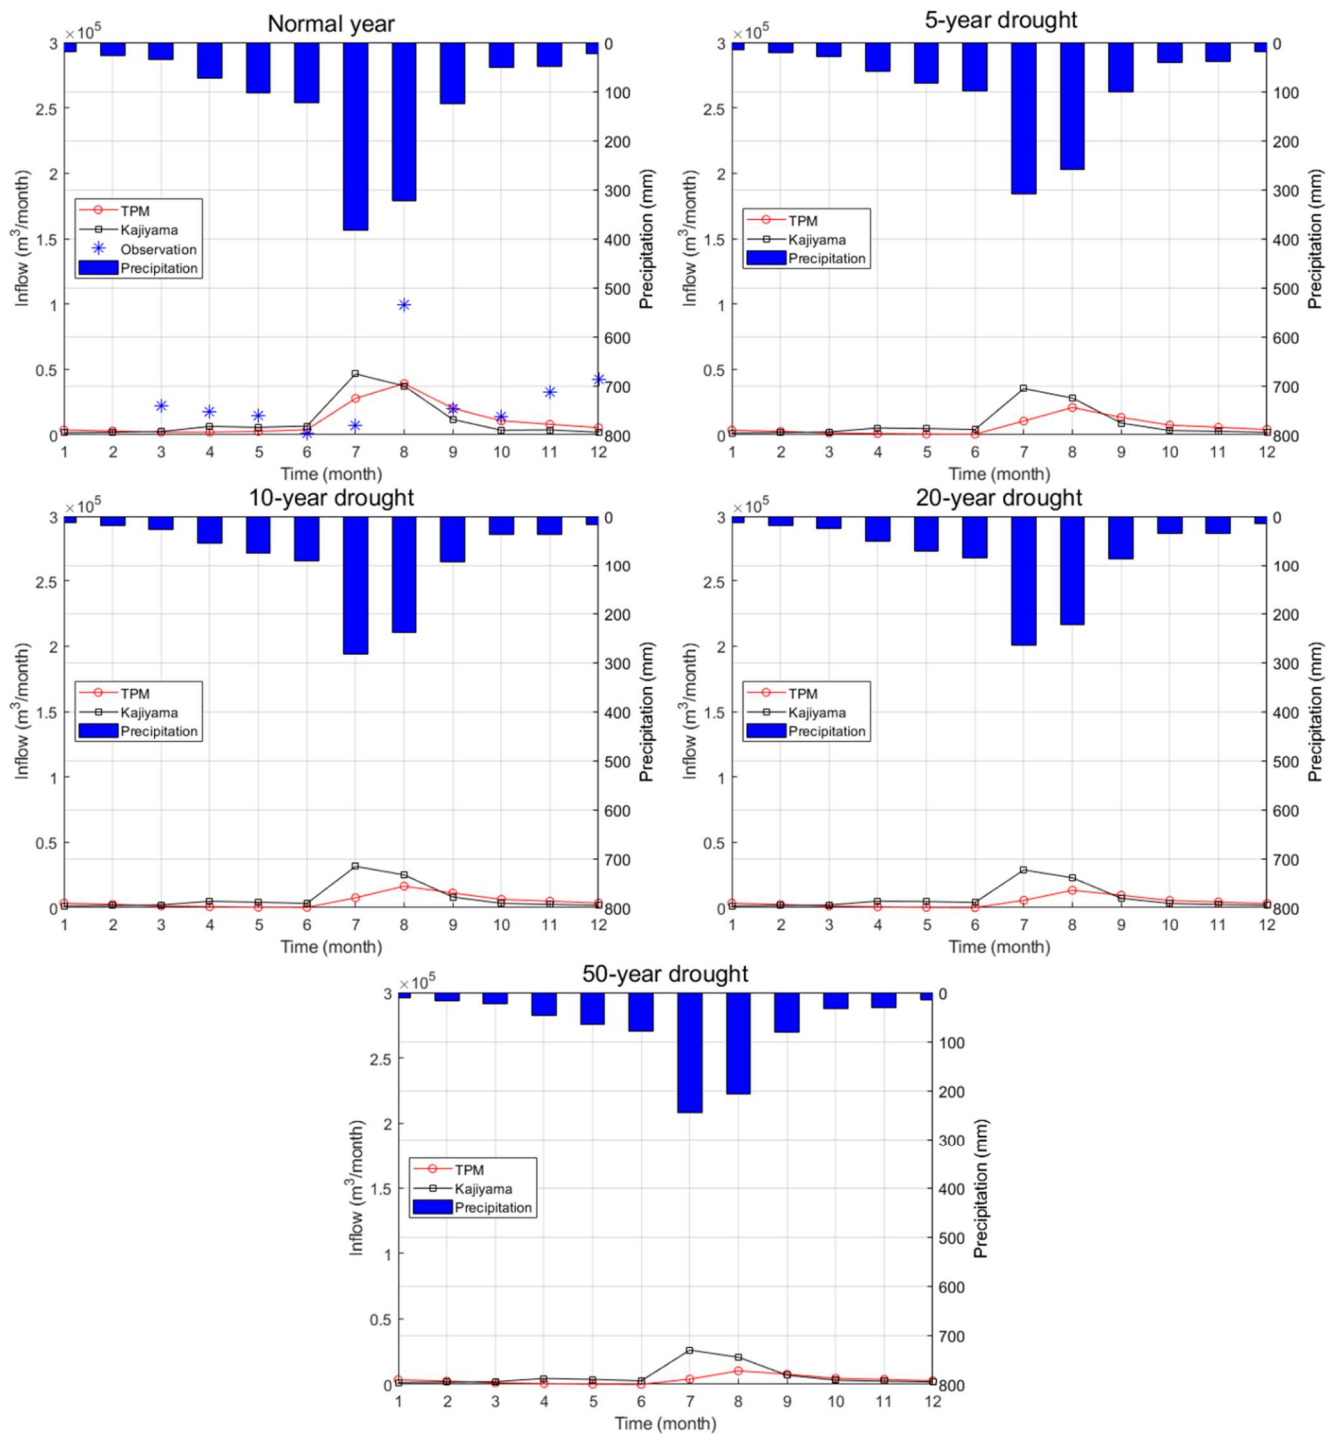 Normal year
×10^5
3
2.5
2
1.5
1
0.5
0
Inflow (m^3/month)
TPM
Kajiyama
Observation
Precipitation
0
100
200
300
400
500
600
700
800
Precipitation (mm)
1 2 3 4 5 6 7 8 9 10 11 12
Time (month)
5-year drought
×10^5
3
2.5
2
1.5
1
0.5
0
Inflow (m^3/month)
TPM
Kajiyama
Precipitation
0
100
200
300
400
500
600
700
800
Precipitation (mm)
1 2 3 4 5 6 7 8 9 10 11 12
Time (month)
10-year drought
×10^5
3
2.5
2
1.5
1
0.5
0
Inflow (m^3/month)
TPM
Kajiyama
Precipitation
0
100
200
300
400
500
600
700
800
Precipitation (mm)
1 2 3 4 5 6 7 8 9 10 11 12
Time (month)
20-year drought
×10^5
3
2.5
2
1.5
1
0.5
0
Inflow (m^3/month)
TPM
Kajiyama
Precipitation
0
100
200
300
400
500
600
700
800
Precipitation (mm)
1 2 3 4 5 6 7 8 9 10 11 12
Time (month)
50-year drought
×10^5
3
2.5
2
1.5
1
0.5
0
Inflow (m^3/month)
TPM
Kajiyama
Precipitation
0
100
200
300
400
500
600
700
800
Precipitation (mm)
1 2 3 4 5 6 7 8 9 10 11 12
Time (month)